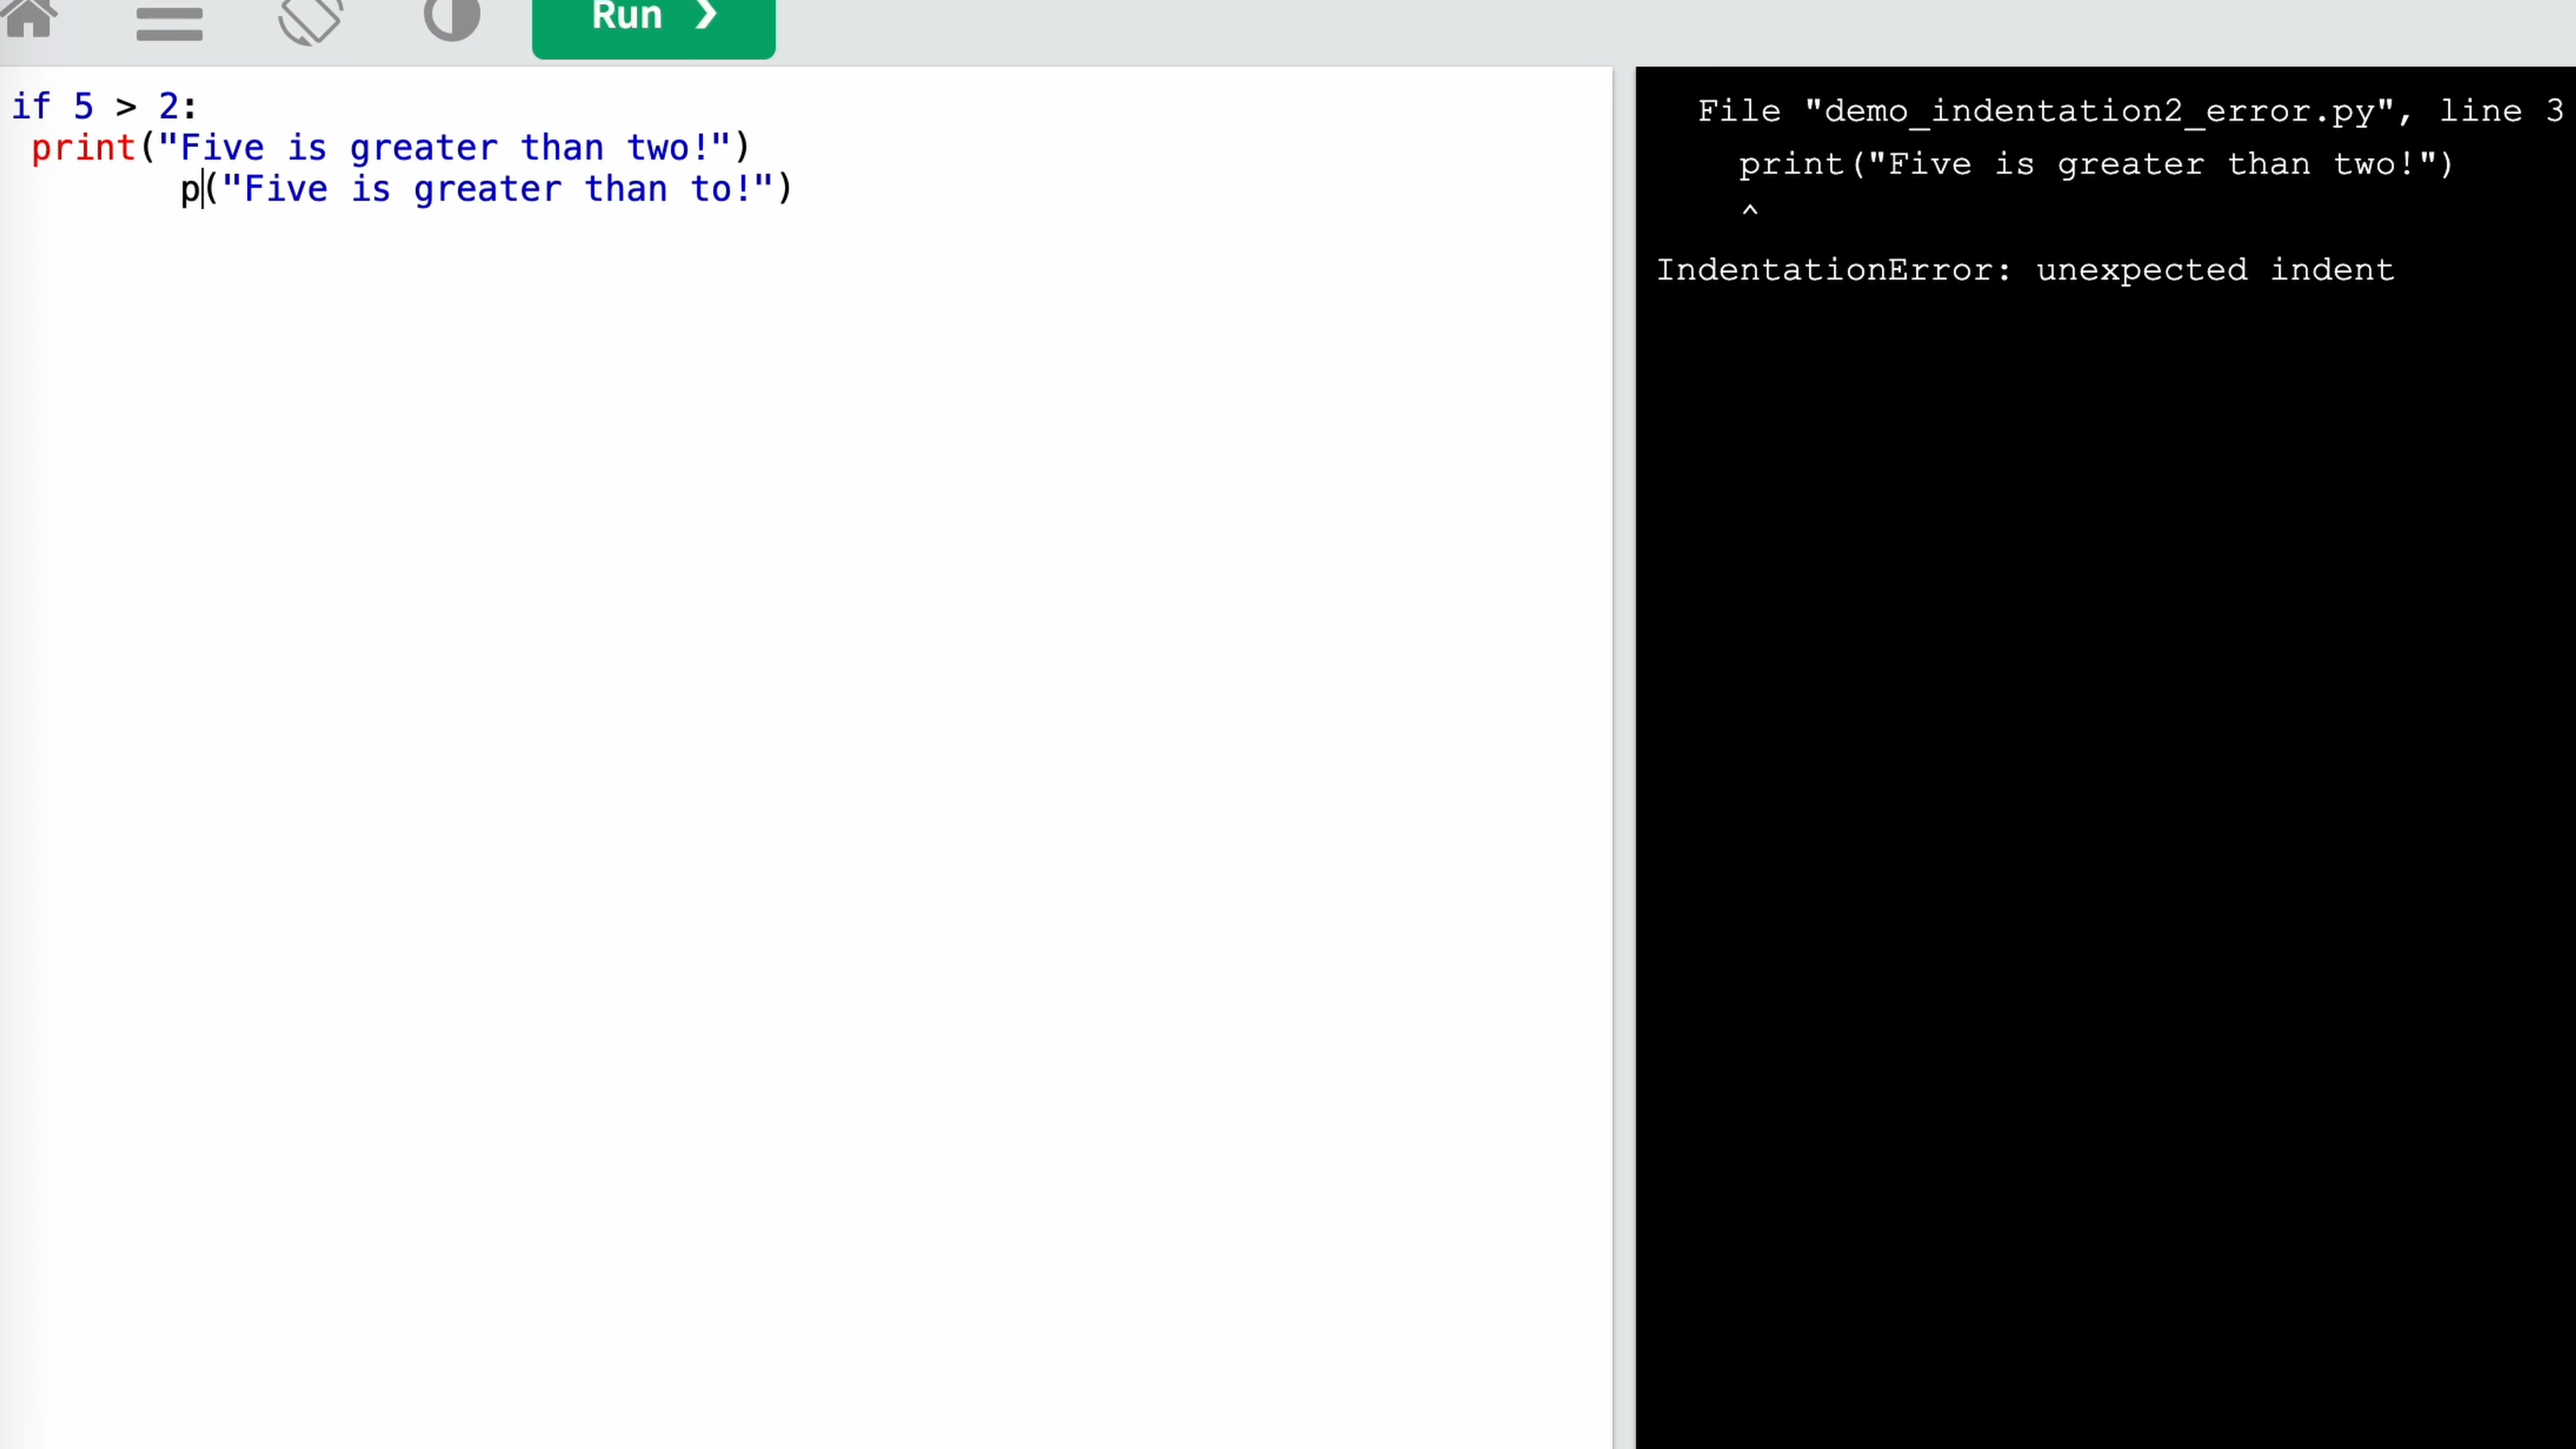 Run ❯
if 5 > 2:
 print("Five is greater than two!")
        p("Five is greater than to!")
  File "demo_indentation2_error.py", line 3
    print("Five is greater than two!")
    ^
IndentationError: unexpected indent